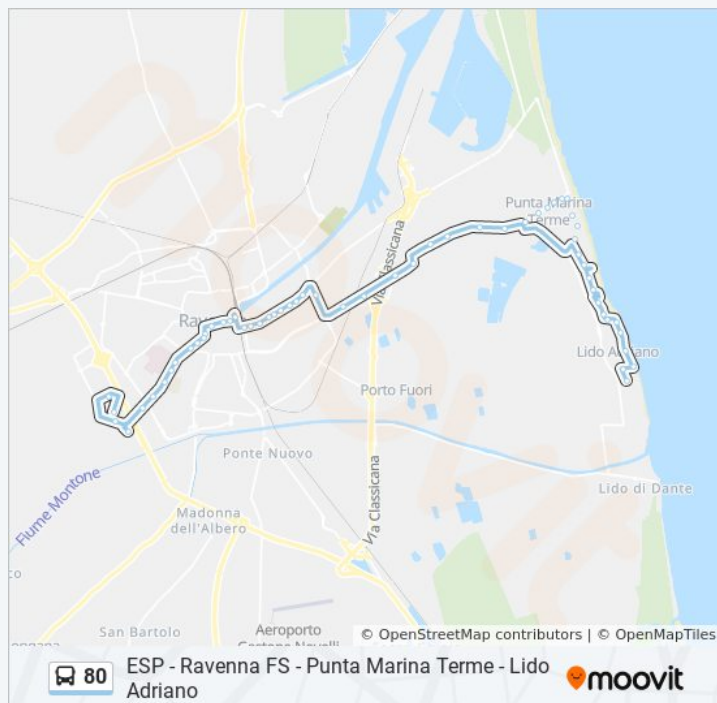 Punta Marina
Terme
Via Classicana
Rav
Lido Adriano
Porto Fuori
Ponte Nuovo
Fiume Montone
Via Classicana
Lido di Dante
Madonna
dell'Albero
San Bartolo
Aeroporto
© OpenStreetMap contributors | © OpenMapTiles
80
ESP - Ravenna FS - Punta Marina Terme - Lido
Adriano
moovit